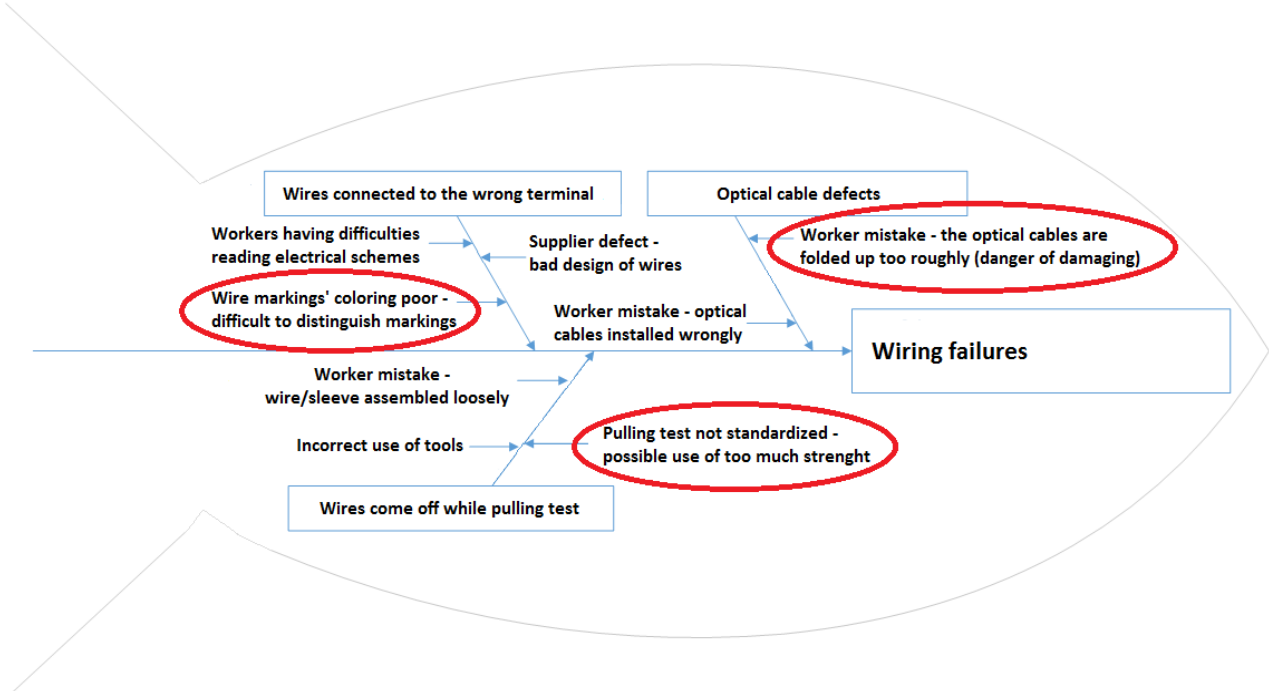 Wires connected to the wrong terminal
Optical cable defects
Workers having difficulties
reading electrical schemes
Supplier defect -
bad design of wires
Worker mistake - the optical cables are
folded up too roughly (danger of damaging)
Wire markings' coloring poor -
difficult to distinguish markings
Worker mistake - optical
cables installed wrongly
Wiring failures
Worker mistake -
wire/sleeve assembled loosely
Incorrect use of tools
Pulling test not standardized -
possible use of too much strenght
Wires come off while pulling test